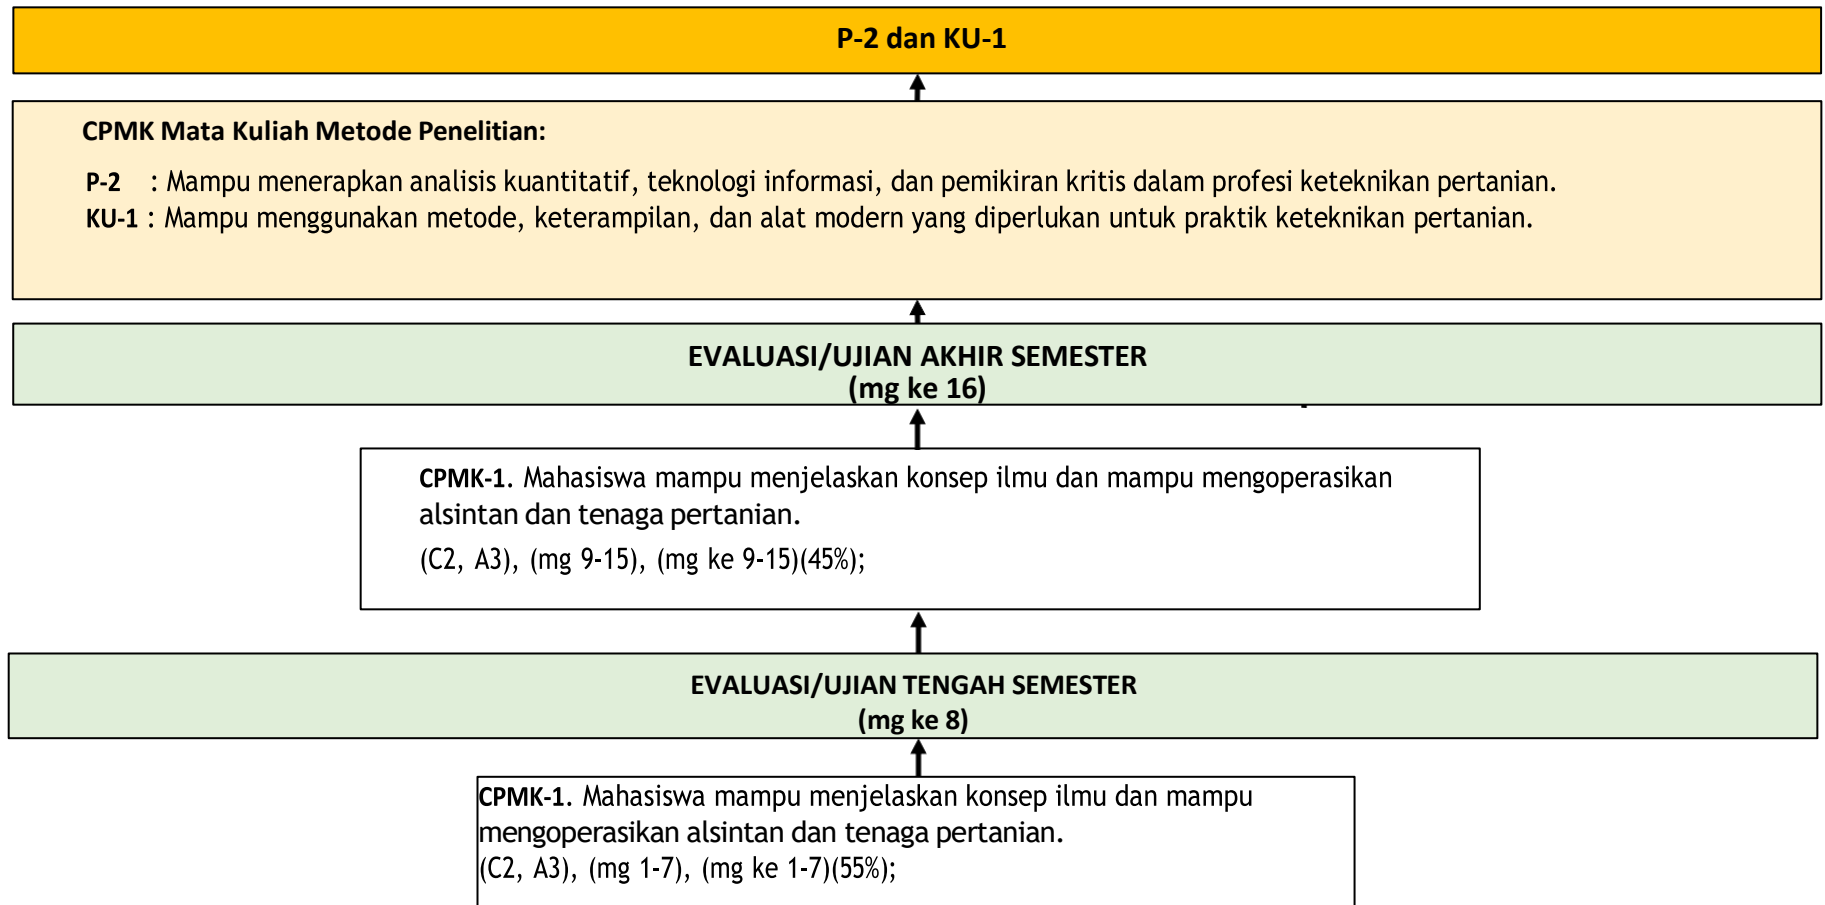 P-2 dan KU-1
CPMK Mata Kuliah Metode Penelitian:
P-2 : Mampu menerapkan analisis kuantitatif, teknologi informasi, dan pemikiran kritis dalam profesi keteknikan pertanian.
KU-1 : Mampu menggunakan metode, keterampilan, dan alat modern yang diperlukan untuk praktik keteknikan pertanian.
EVALUASI/UJIAN AKHIR SEMESTER
(mg ke 16)
CPMK-1. Mahasiswa mampu menjelaskan konsep ilmu dan mampu mengoperasikan
alsintan dan tenaga pertanian.
(C2, A3), (mg 9-15), (mg ke 9-15)(45%);
EVALUASI/UJIAN TENGAH SEMESTER
(mg ke 8)
CPMK-1. Mahasiswa mampu menjelaskan konsep ilmu dan mampu
mengoperasikan alsintan dan tenaga pertanian.
(C2, A3), (mg 1-7), (mg ke 1-7)(55%);